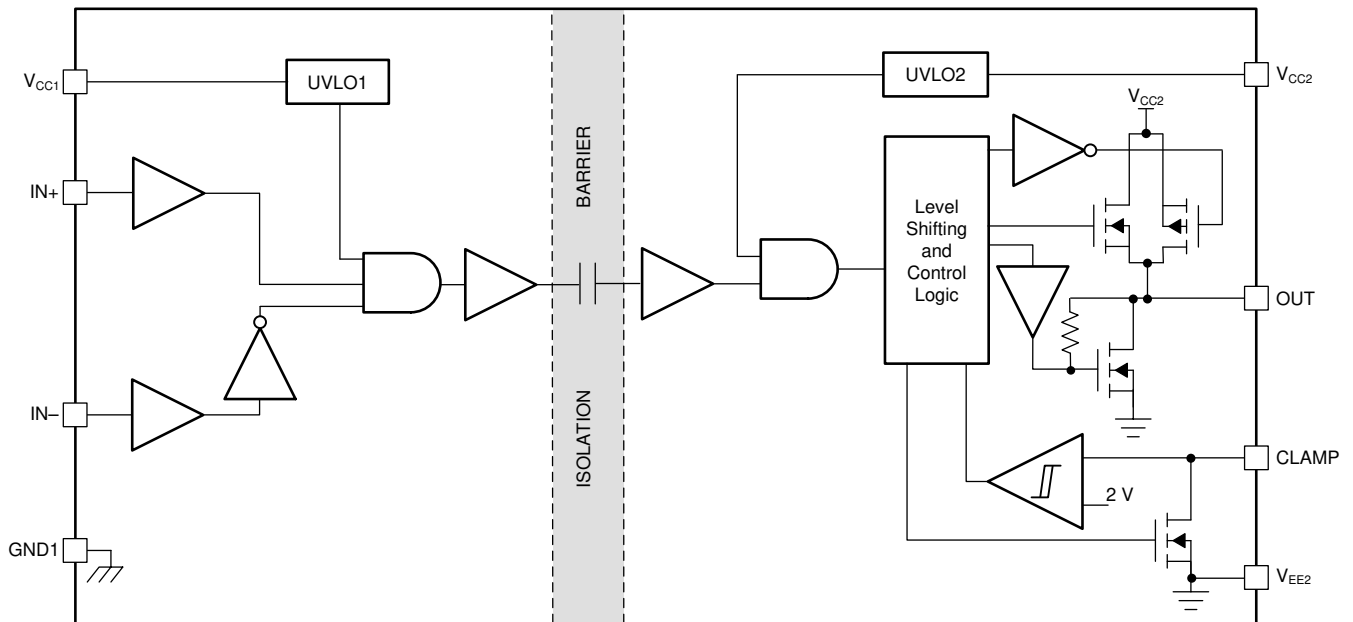 V_CC1
UVLO1
UVLO2
V_CC2
V_CC2
IN+
BARRIER
Level
Shifting
and
Control
Logic
OUT
IN–
ISOLATION
CLAMP
2 V
GND1
V_EE2